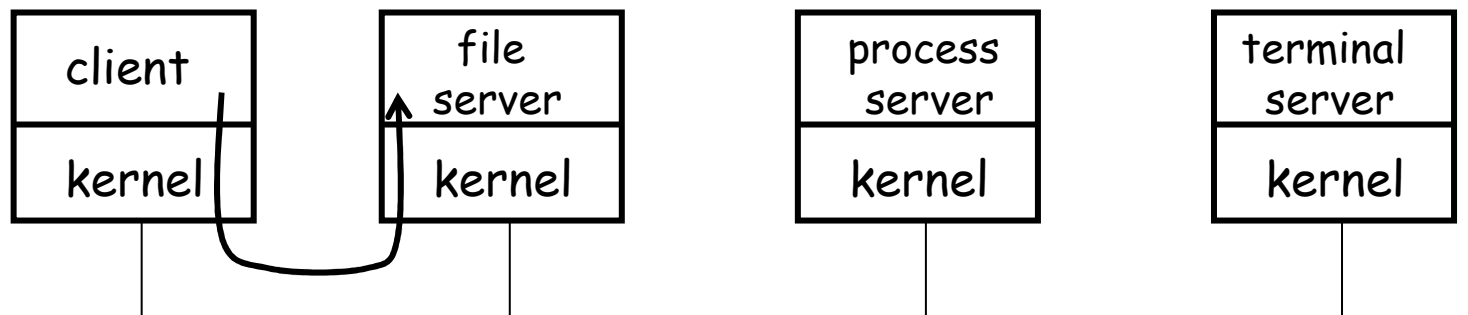 client
file
server
process
server
terminal
server
kernel
kernel
kernel
kernel